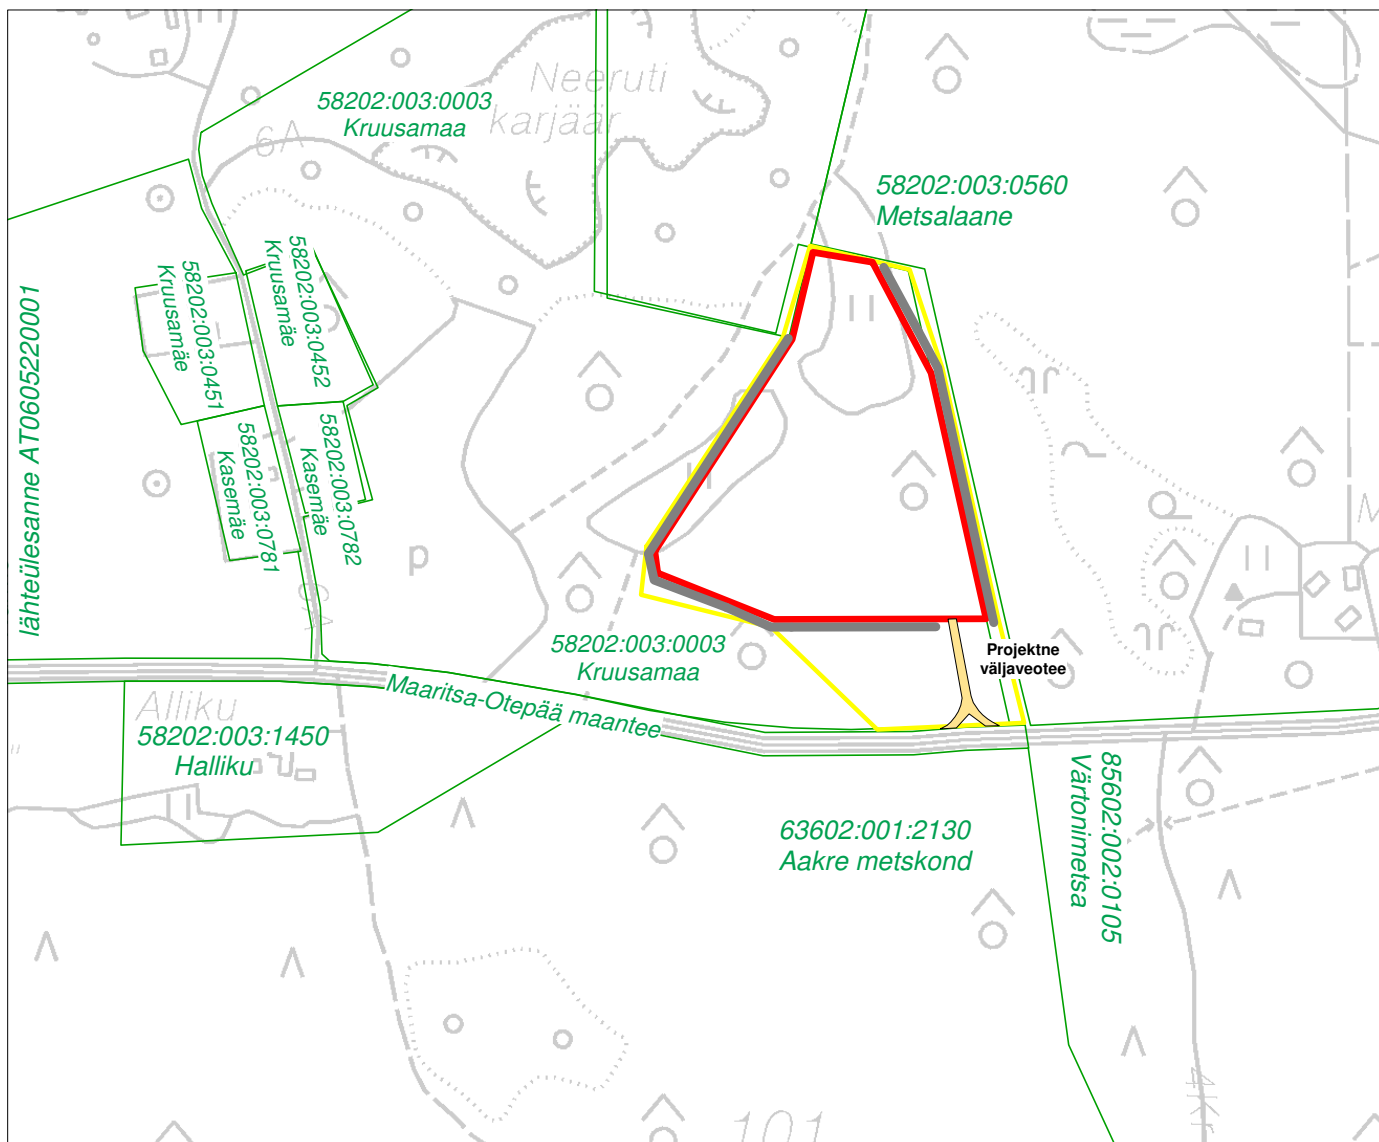 Neeruti
karjäär
58202:003:0003
Kruusamaa
6A
58202:003:0560
Metsalaane
58202:003:0452
Kruusamäe
58202:003:0451
Kruusamäe
lähteülesanne AT0605220001
58202:003:0782
Kasemäe
58202:003:0781
Kasemäe
p
6A
M
58202:003:0003
Kruusamaa
Projektne
väljaveotee
Maaritsa-Otepää maantee
Alliku
58202:003:1450
Halliku
63602:001:2130
Aakre metskond
85602:002:0105
Värtonimetsa
4Kr
101